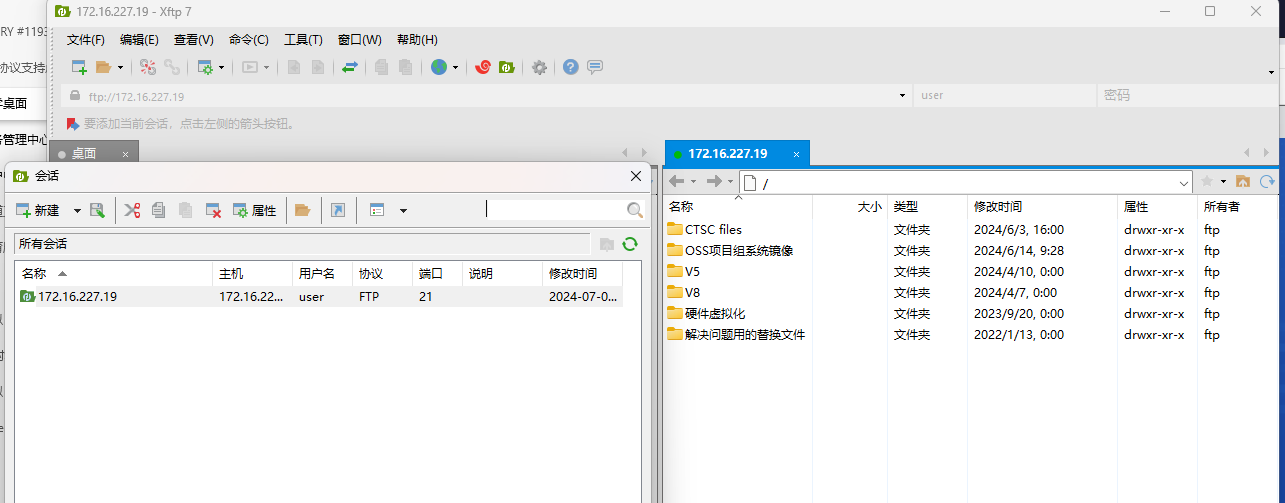 172.16.227.19 - Xftp 7
RY #1193
文件(F) 编辑(E) 查看(V) 命令(C) 工具(T) 窗口(W) 帮助(H)
协议支持
ftp://172.16.227.19 user 密码
桌面
要添加当前会话，点击左侧的箭头按钮。
管理中心
桌面 × 172.16.227.19 ×
会话
/
新建 属性
名称 大小 类型 修改时间 属性 所有者
CTSC files 文件夹 2024/6/3, 16:00 drwxr-xr-x ftp
所有会话
OSS项目组系统镜像 文件夹 2024/6/14, 9:28 drwxr-xr-x ftp
V5 文件夹 2024/4/10, 0:00 drwxr-xr-x ftp
名称 主机 用户名 协议 端口 说明 修改时间
V8 文件夹 2024/4/7, 0:00 drwxr-xr-x ftp
172.16.227.19 172.16.22... user FTP 21 2024-07-0...
硬件虚拟化 文件夹 2023/9/20, 0:00 drwxr-xr-x ftp
解决问题用的替换文件 文件夹 2022/1/13, 0:00 drwxr-xr-x ftp